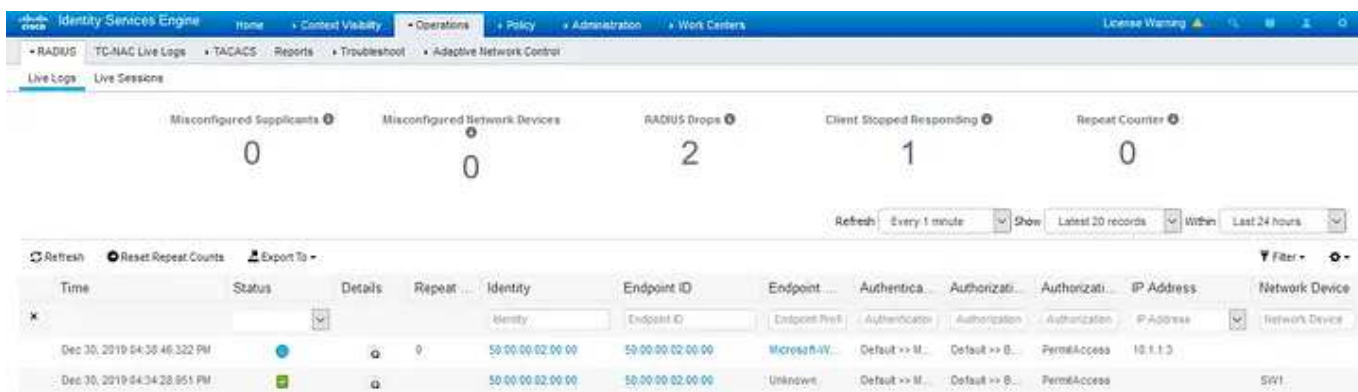 cisco Identity Services Engine Home Context Visibility Operations Policy Administration Work Centers License Warning
RADIUS TC-NAC Live Logs TACACS Reports Troubleshoot Adaptive Network Control
Live Logs Live Sessions
Misconfigured Supplicants Misconfigured Network Devices RADIUS Drops Client Stopped Responding Repeat Counter
0 0 2 1 0
Refresh Every 1 minute Show Latest 20 records Within Last 24 hours
Refresh Reset Repeat Counts Export To Filter
Time Status Details Repeat ... Identity Endpoint ID Endpoint ... Authentica... Authorizati... Authorizati... IP Address Network Device
Identity Endpoint ID Endpoint Profi Authentication Authorization Authorization IP Address Network Device
Dec 30, 2019 04:38:46.322 PM 0 50:00:00:02:00:00 50:00:00:02:00:00 Microsoft-W... Default >> M... Default >> B... PermitAccess 10.1.1.3
Dec 30, 2019 04:34:28.951 PM 50:00:00:02:00:00 50:00:00:02:00:00 Unknown Default >> M... Default >> B... PermitAccess SW1